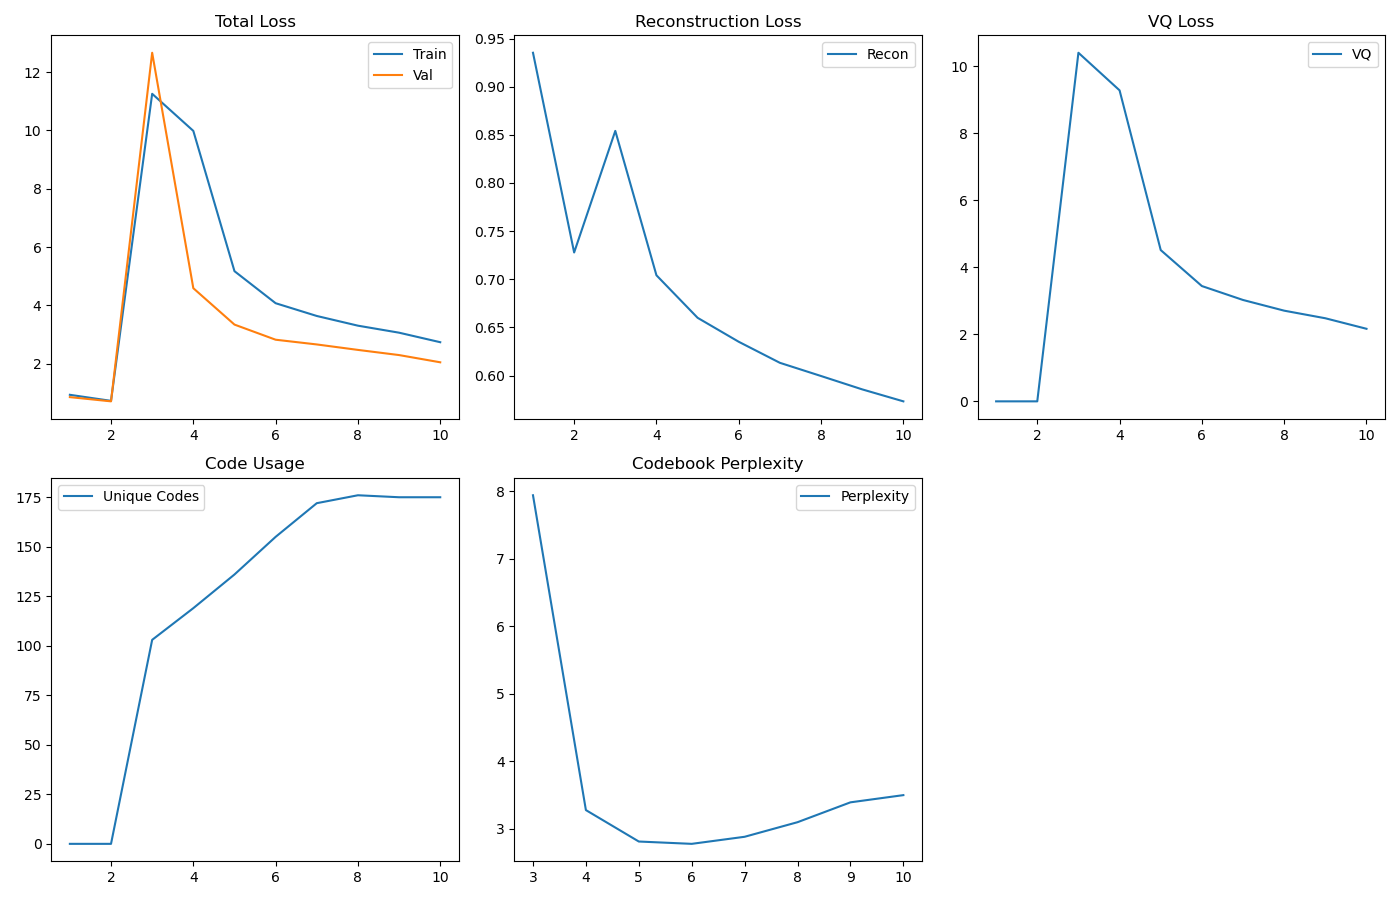 Total Loss
Train
Val
12
10
8
6
4
2
2 4 6 8 10
Reconstruction Loss
Recon
0.95
0.90
0.85
0.80
0.75
0.70
0.65
0.60
2 4 6 8 10
VQ Loss
VQ
10
8
6
4
2
0
2 4 6 8 10
Code Usage
Unique Codes
175
150
125
100
75
50
25
0
2 4 6 8 10
Codebook Perplexity
Perplexity
8
7
6
5
4
3
3 4 5 6 7 8 9 10